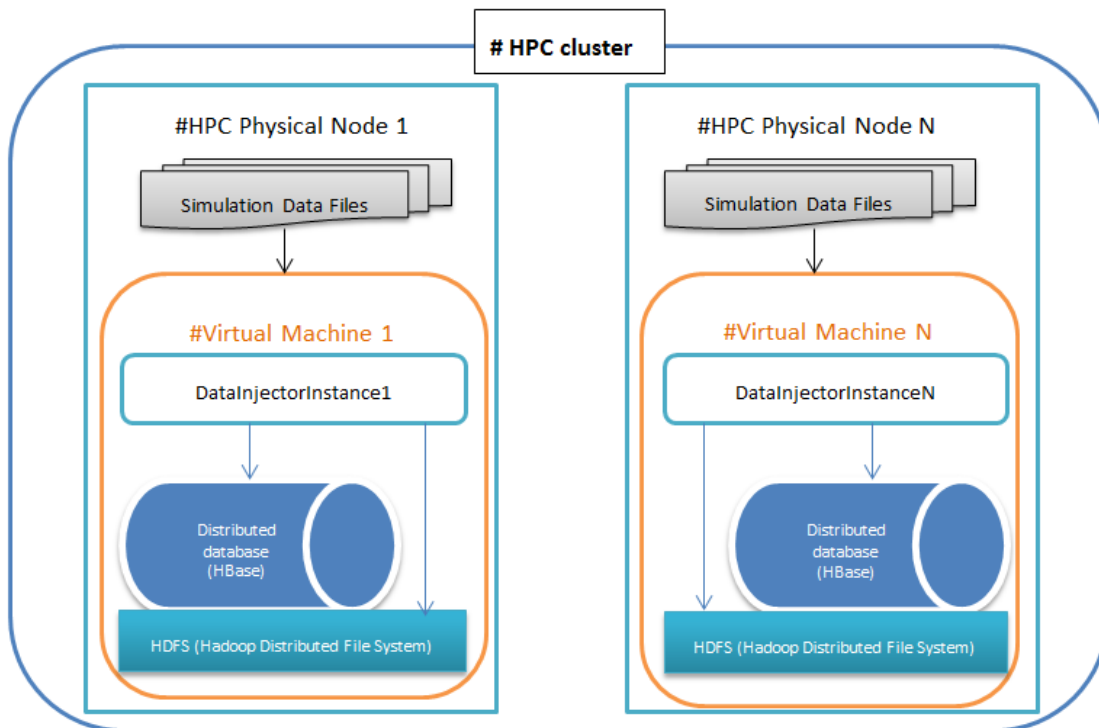 # HPC cluster
#HPC Physical Node 1
Simulation Data Files
#Virtual Machine 1
DataInjectorInstance1
Distributed
database
(HBase)
HDFS (Hadoop Distributed File System)
#HPC Physical Node N
Simulation Data Files
#Virtual Machine N
DataInjectorInstanceN
Distributed
database
(HBase)
HDFS (Hadoop Distributed File System)